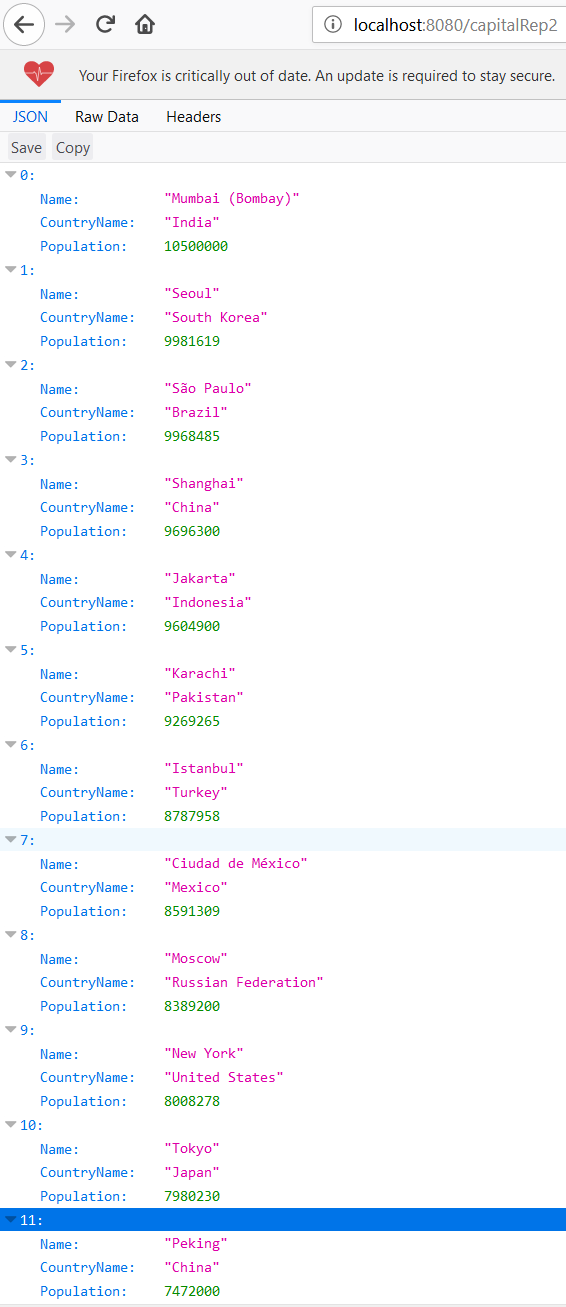 localhost:8080/capitalRep2
Your Firefox is critically out of date. An update is required to stay secure.
JSON Raw Data Headers
Save Copy
0:
Name: "Mumbai (Bombay)"
CountryName: "India"
Population: 10500000
1:
Name: "Seoul"
CountryName: "South Korea"
Population: 9981619
2:
Name: "São Paulo"
CountryName: "Brazil"
Population: 9968485
3:
Name: "Shanghai"
CountryName: "China"
Population: 9696300
4:
Name: "Jakarta"
CountryName: "Indonesia"
Population: 9604900
5:
Name: "Karachi"
CountryName: "Pakistan"
Population: 9269265
6:
Name: "Istanbul"
CountryName: "Turkey"
Population: 8787958
7:
Name: "Ciudad de México"
CountryName: "Mexico"
Population: 8591309
8:
Name: "Moscow"
CountryName: "Russian Federation"
Population: 8389200
9:
Name: "New York"
CountryName: "United States"
Population: 8008278
10:
Name: "Tokyo"
CountryName: "Japan"
Population: 7980230
11:
Name: "Peking"
CountryName: "China"
Population: 7472000